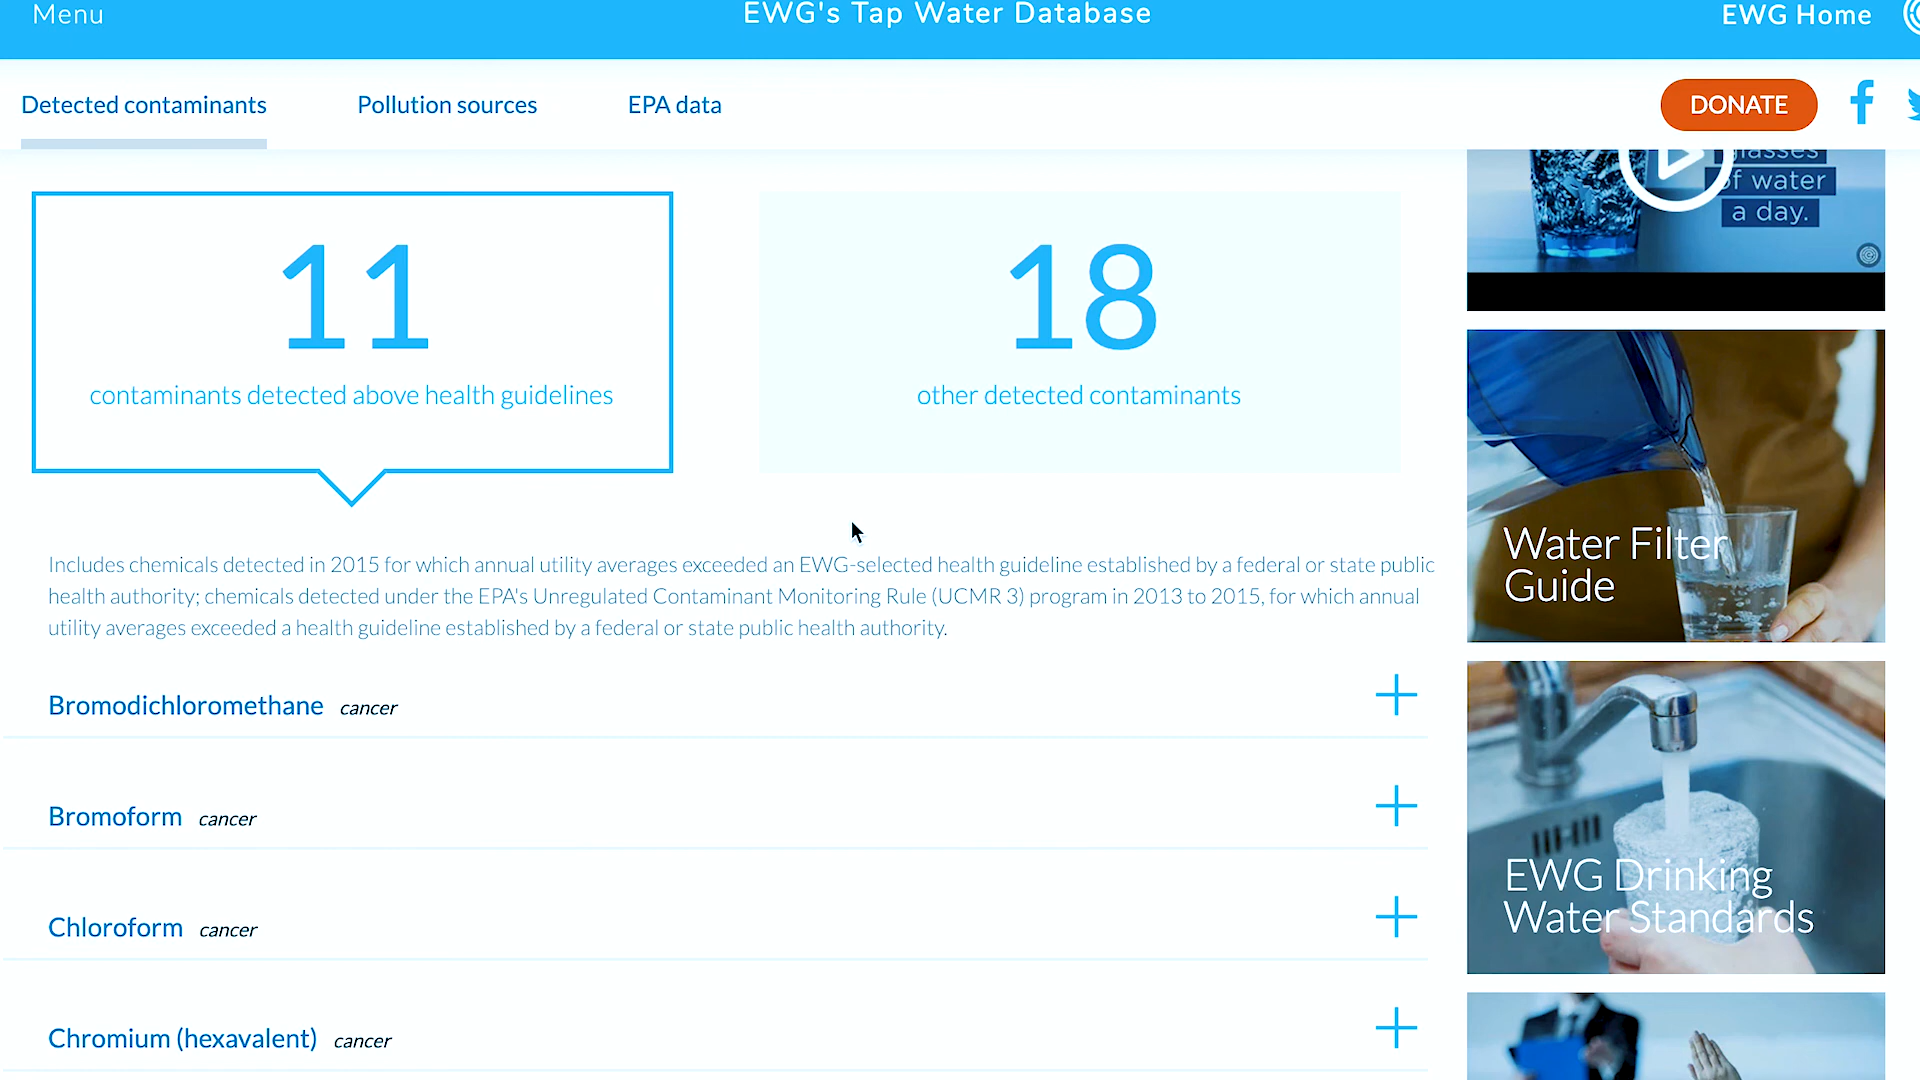 Menu
EWG's Tap Water Database
EWG Home
Detected contaminants
Pollution sources
EPA data
DONATE
glasses
of water
a day.
11
contaminants detected above health guidelines
18
other detected contaminants
Includes chemicals detected in 2015 for which annual utility averages exceeded an EWG-selected health guideline established by a federal or state public
health authority; chemicals detected under the EPA's Unregulated Contaminant Monitoring Rule (UCMR 3) program in 2013 to 2015, for which annual
utility averages exceeded a health guideline established by a federal or state public health authority.
Water Filter
Guide
Bromodichloromethane cancer
Bromoform cancer
EWG Drinking
Water Standards
Chloroform cancer
Chromium (hexavalent) cancer